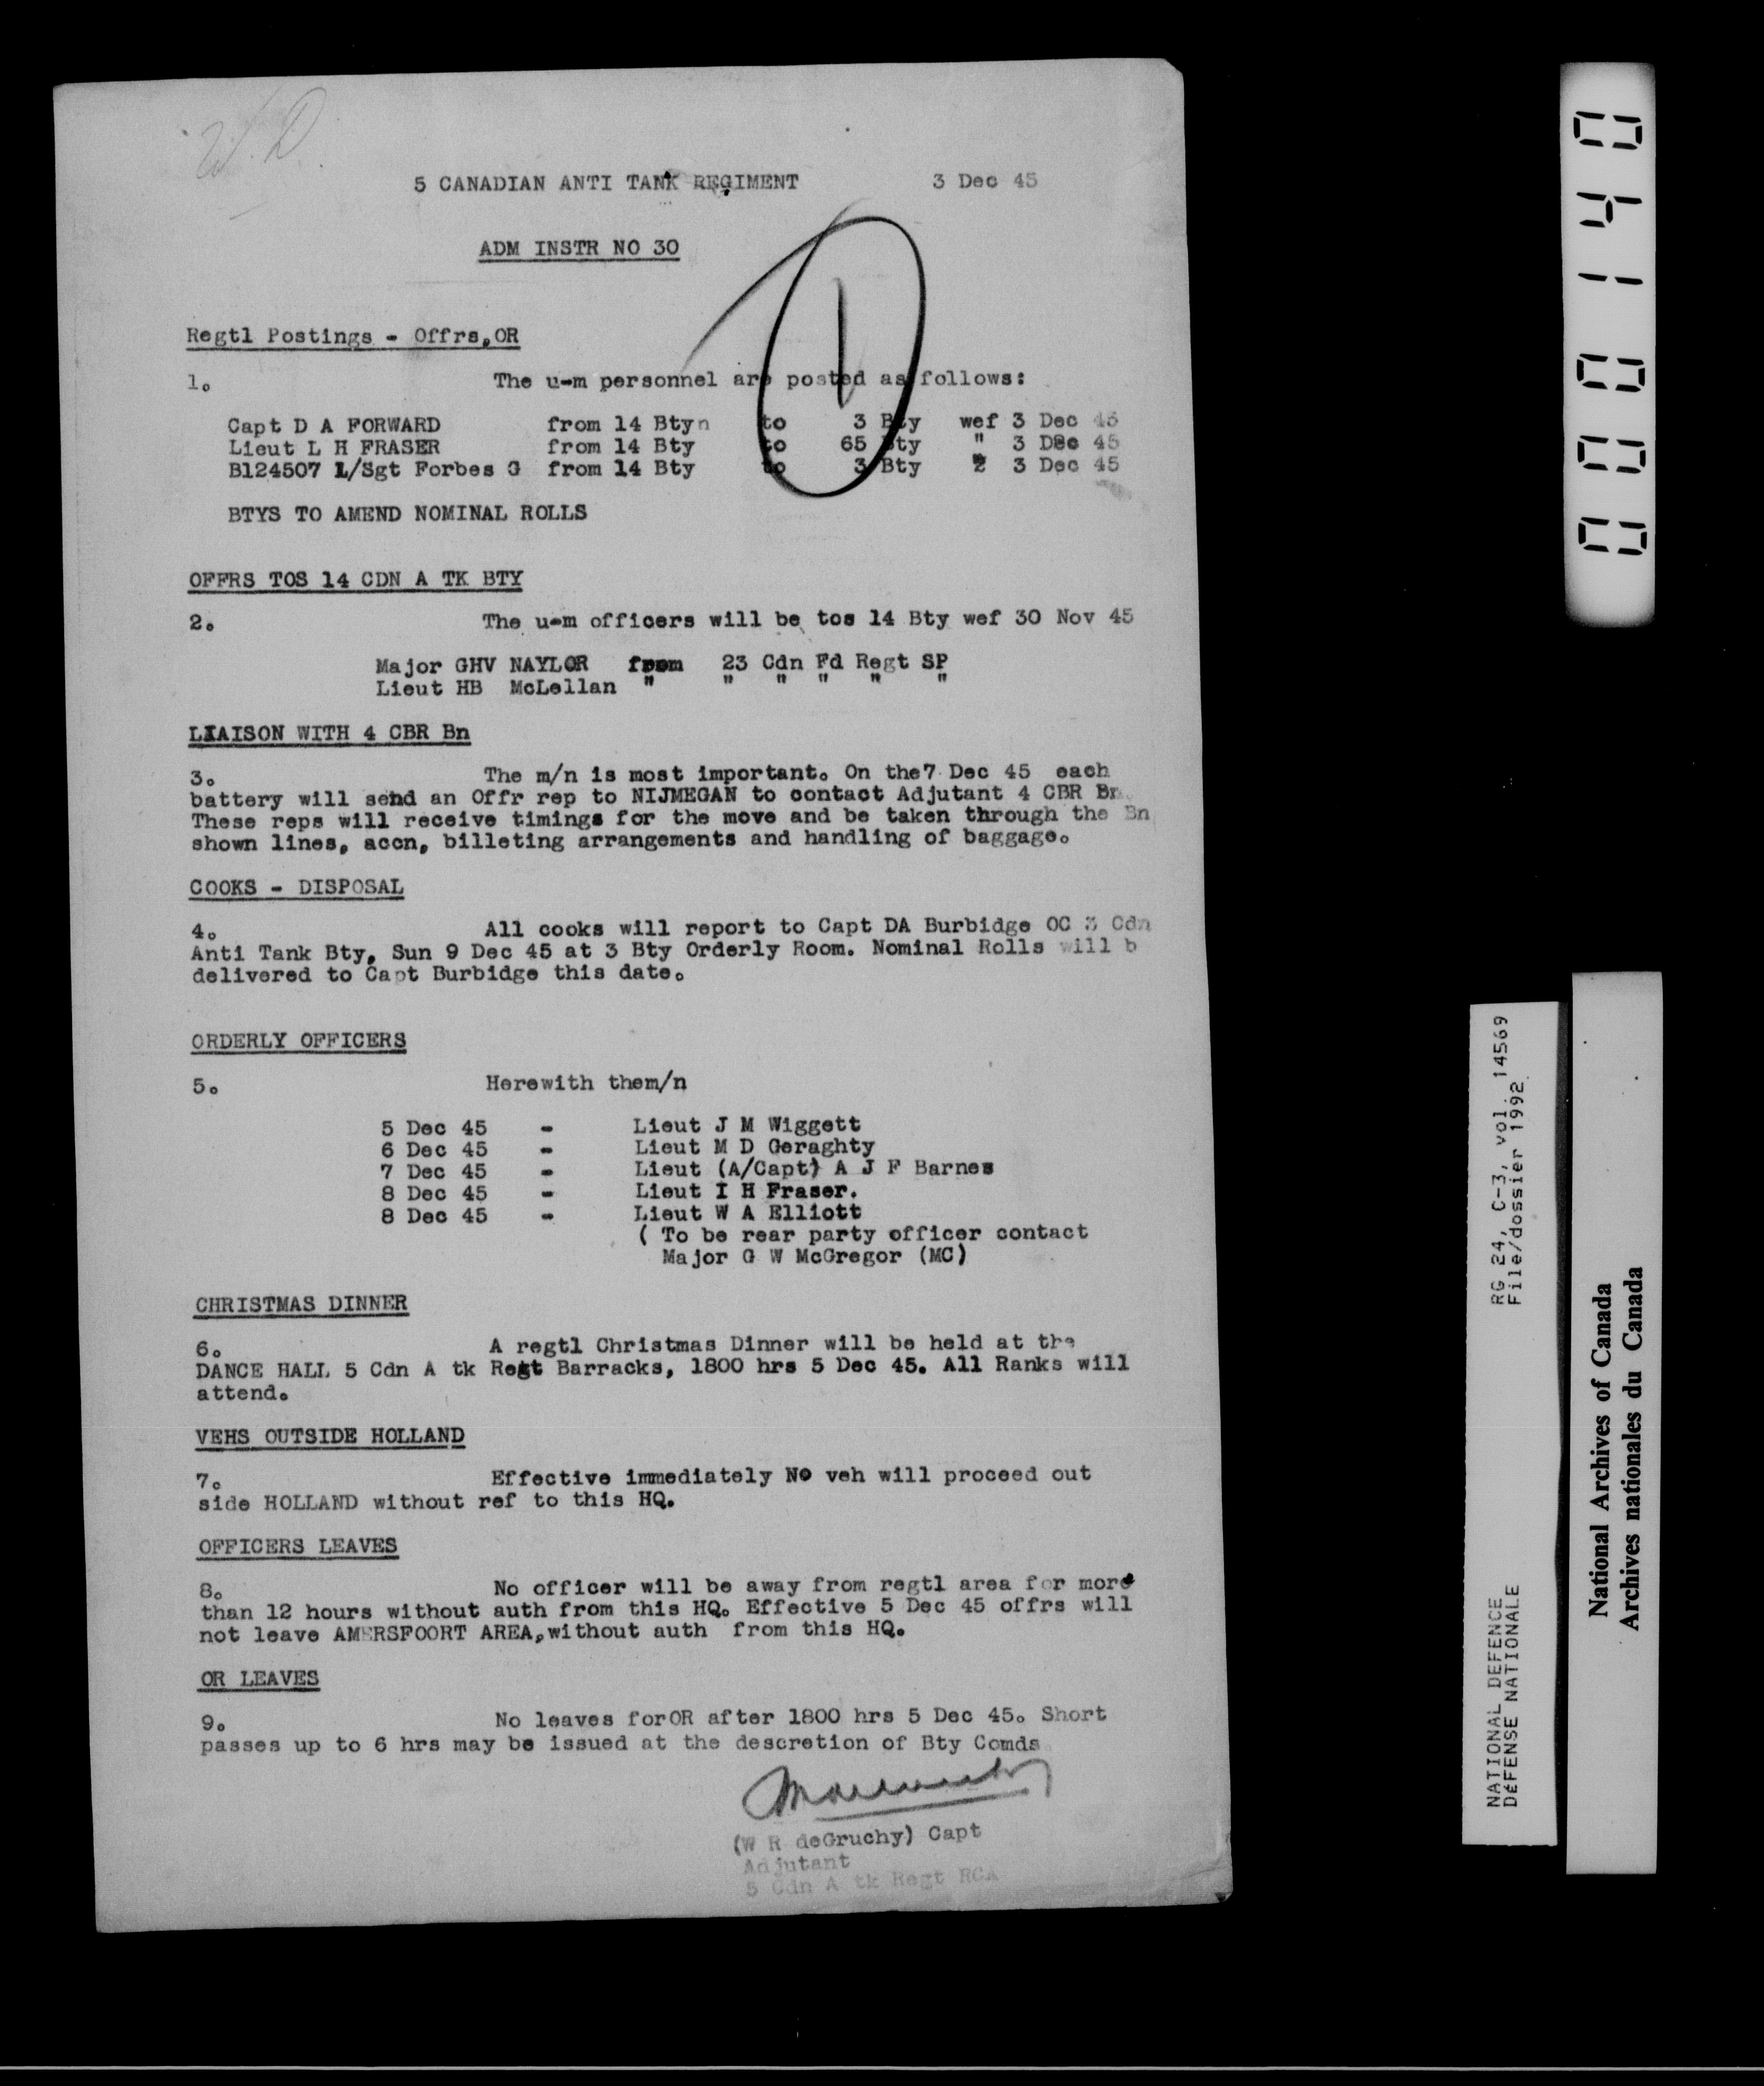 W.D.
5 CANADIAN ANTI TANK REGIMENT 3 Dec 45
ADM INSTR NO 30
1
Regtl Postings - Offrs,OR
1. The u-m personnel are posted as follows:
Capt D A FORWARD from 14 Btyn to 3 Bty wef 3 Dec 45
Lieut L H FRASER from 14 Bty to 65 Bty " 3 Dec 45
B124507 L/Sgt Forbes G from 14 Bty to 3 Bty " 3 Dec 45
BTYS TO AMEND NOMINAL ROLLS
OFFRS TOS 14 CDN A TK BTY
2. The u-m officers will be tos 14 Bty wef 30 Nov 45
Major GHV NAYLOR from 23 Cdn Fd Regt SP
Lieut HB McLellan " " " " " "
LIAISON WITH 4 CBR Bn
3. The m/n is most important. On the7 Dec 45 each
battery will send an Offr rep to NIJMEGAN to contact Adjutant 4 CBR Bn.
These reps will receive timings for the move and be taken through the Bn
shown lines, accn, billeting arrangements and handling of baggage.
COOKS - DISPOSAL
4. All cooks will report to Capt DA Burbidge OC 3 Cdn
Anti Tank Bty, Sun 9 Dec 45 at 3 Bty Orderly Room. Nominal Rolls will b
delivered to Capt Burbidge this date.
ORDERLY OFFICERS
5. Herewith them/n
5 Dec 45 - Lieut J M Wiggett
6 Dec 45 - Lieut M D Geraghty
7 Dec 45 - Lieut (A/Capt) A J F Barnes
8 Dec 45 - Lieut I H Fraser.
8 Dec 45 - Lieut W A Elliott
( To be rear party officer contact
Major G W McGregor (MC)
CHRISTMAS DINNER
6. A regtl Christmas Dinner will be held at the
DANCE HALL 5 Cdn A tk Regt Barracks, 1800 hrs 5 Dec 45. All Ranks will
attend.
VEHS OUTSIDE HOLLAND
7. Effective immediately No veh will proceed out
side HOLLAND without ref to this HQ.
OFFICERS LEAVES
8. No officer will be away from regtl area for more
than 12 hours without auth from this HQ. Effective 5 Dec 45 offrs will
not leave AMERSFOORT AREA,without auth from this HQ.
OR LEAVES
9. No leaves forOR after 1800 hrs 5 Dec 45. Short
passes up to 6 hrs may be issued at the descretion of Bty Comds
(W R deGruchy) Capt
Adjutant
5 Cdn A tk Regt RCA
000140
NATIONAL DEFENCE RG 24, C-3, vol. 14569
DÉFENSE NATIONALE File/dossier 1992
National Archives of Canada
Archives nationales du Canada